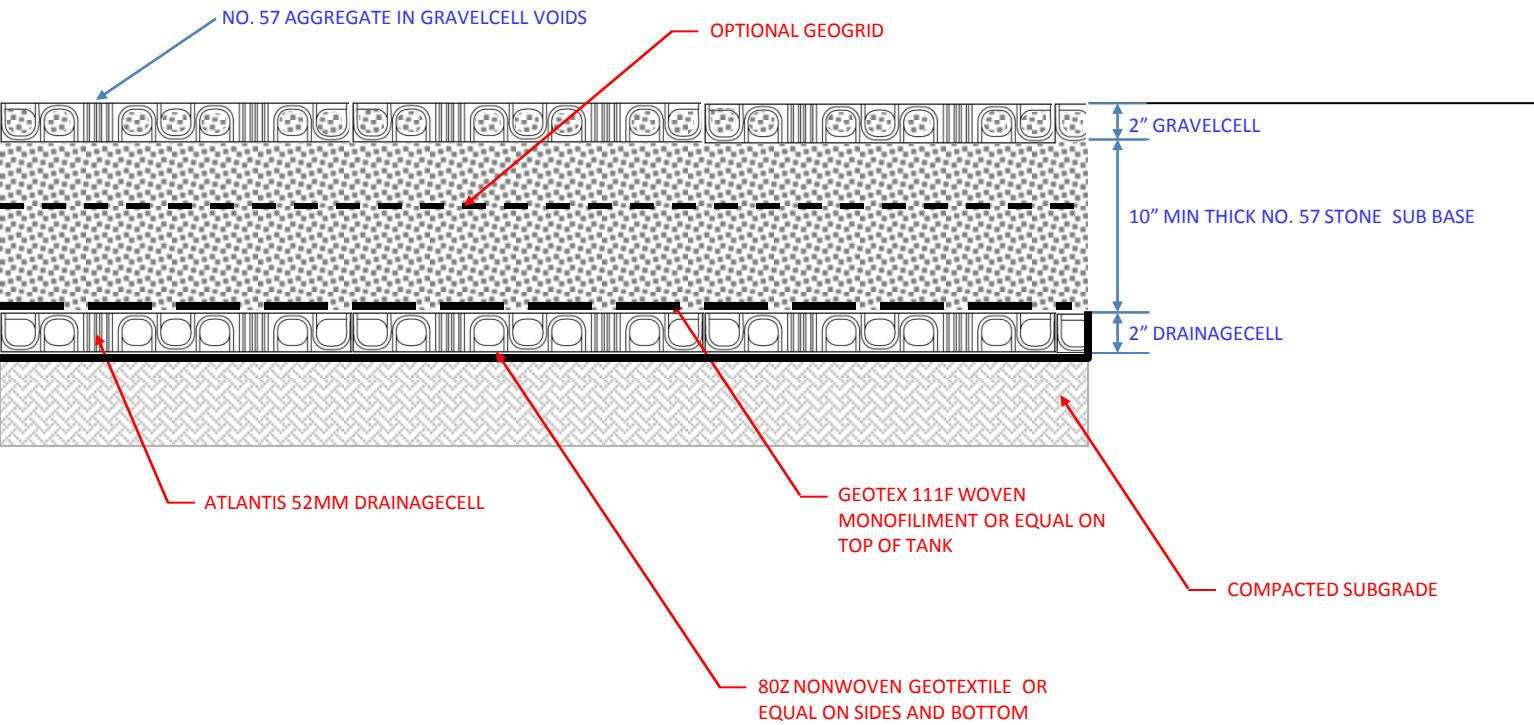 NO. 57 AGGREGATE IN GRAVELCELL VOIDS
OPTIONAL GEOGRID
2” GRAVELCELL
10” MIN THICK NO. 57 STONE SUB BASE
2” DRAINAGECELL
ATLANTIS 52MM DRAINAGECELL
GEOTEX 111F WOVEN
MONOFILIMENT OR EQUAL ON
TOP OF TANK
COMPACTED SUBGRADE
80Z NONWOVEN GEOTEXTILE OR
EQUAL ON SIDES AND BOTTOM